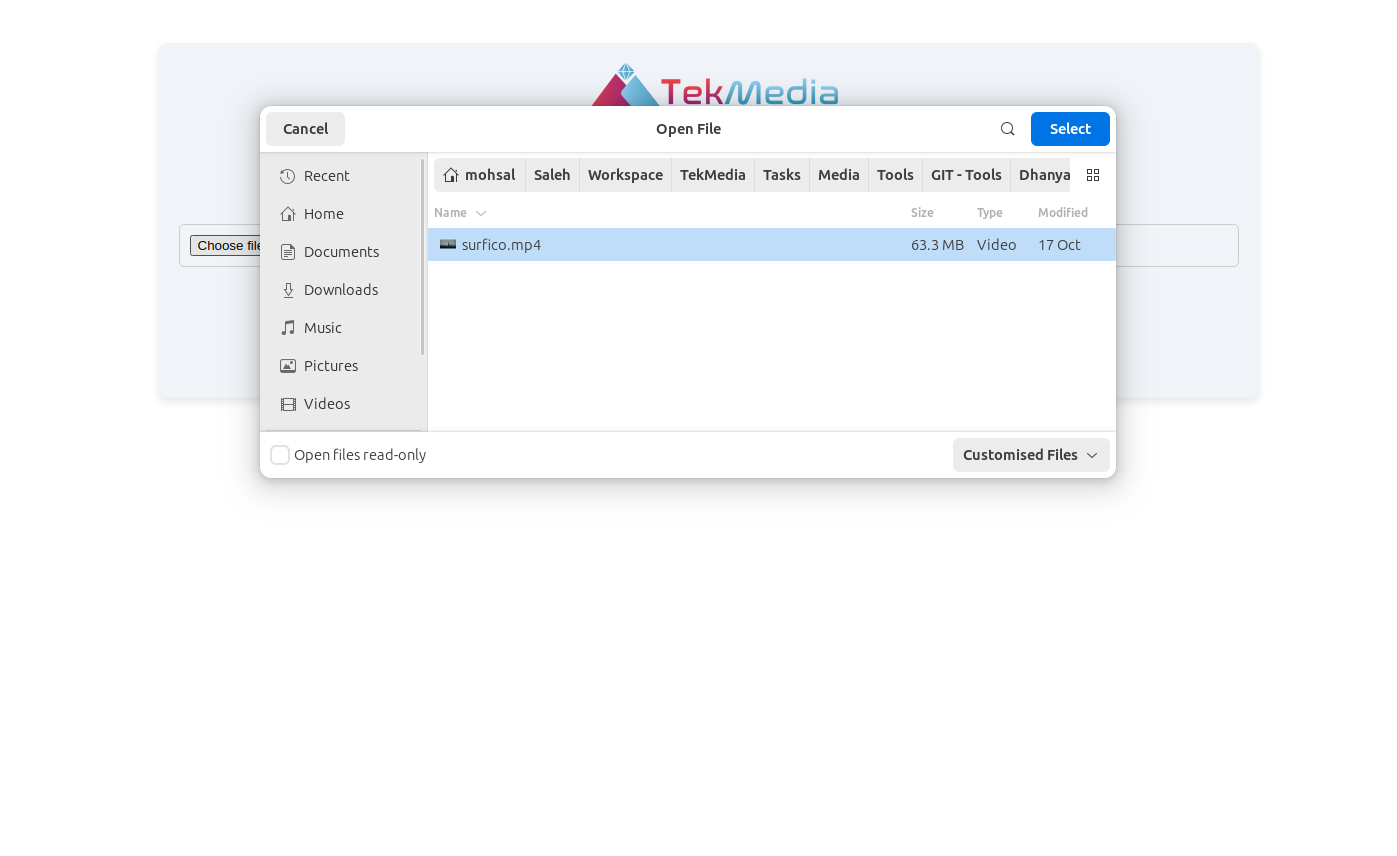 TekMedia
Cancel
Open File
Select
Recent
Home
Documents
Downloads
Music
Pictures
Videos
mohsal Saleh Workspace TekMedia Tasks Media Tools GIT - Tools Dhanya
Name Size Type Modified
surfico.mp4 63.3 MB Video 17 Oct
Choose file
Open files read-only
Customised Files